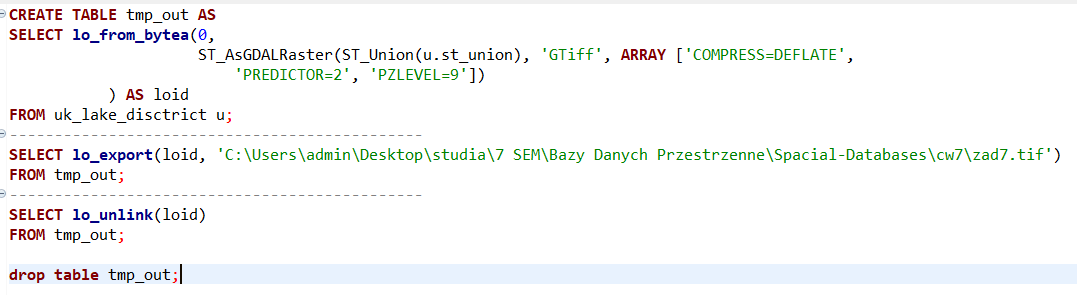 CREATE TABLE tmp_out AS
SELECT lo_from_bytea(0,
ST_AsGDALRaster(ST_Union(u.st_union), 'GTiff', ARRAY ['COMPRESS=DEFLATE',
'PREDICTOR=2', 'PZLEVEL=9'])
) AS loid
FROM uk_lake_disctrict u;
----------------------------------------------
SELECT lo_export(loid, 'C:\Users\admin\Desktop\studia\7 SEM\Bazy Danych Przestrzenne\Spacial-Databases\cw7\zad7.tif')
FROM tmp_out;
----------------------------------------------
SELECT lo_unlink(loid)
FROM tmp_out;
drop table tmp_out;